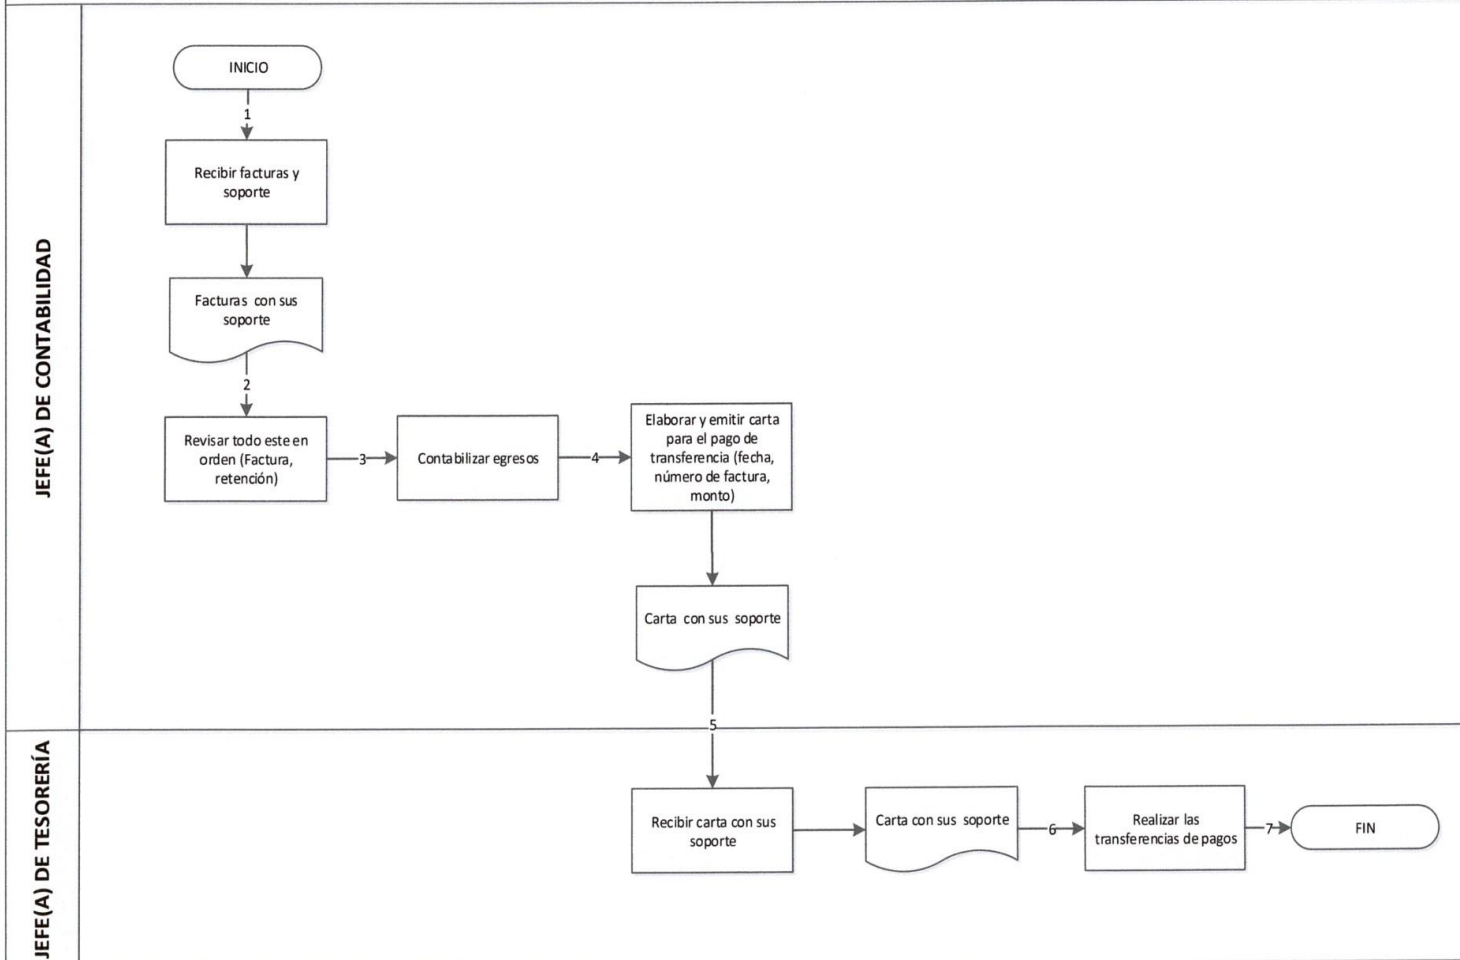 JEFE(A) DE CONTABILIDAD
INICIO
1
Recibir facturas y
soporte
Facturas con sus
soporte
2
Revisar todo este en
orden (Factura,
retención)
3
Contabilizar egresos
4
Elaborar y emitir carta
para el pago de
transferencia (fecha,
número de factura,
monto)
Carta con sus soporte
5
JEFE(A) DE TESORERÍA
Recibir carta con sus
soporte
Carta con sus soporte
6
Realizar las
transferencias de pagos
7
FIN